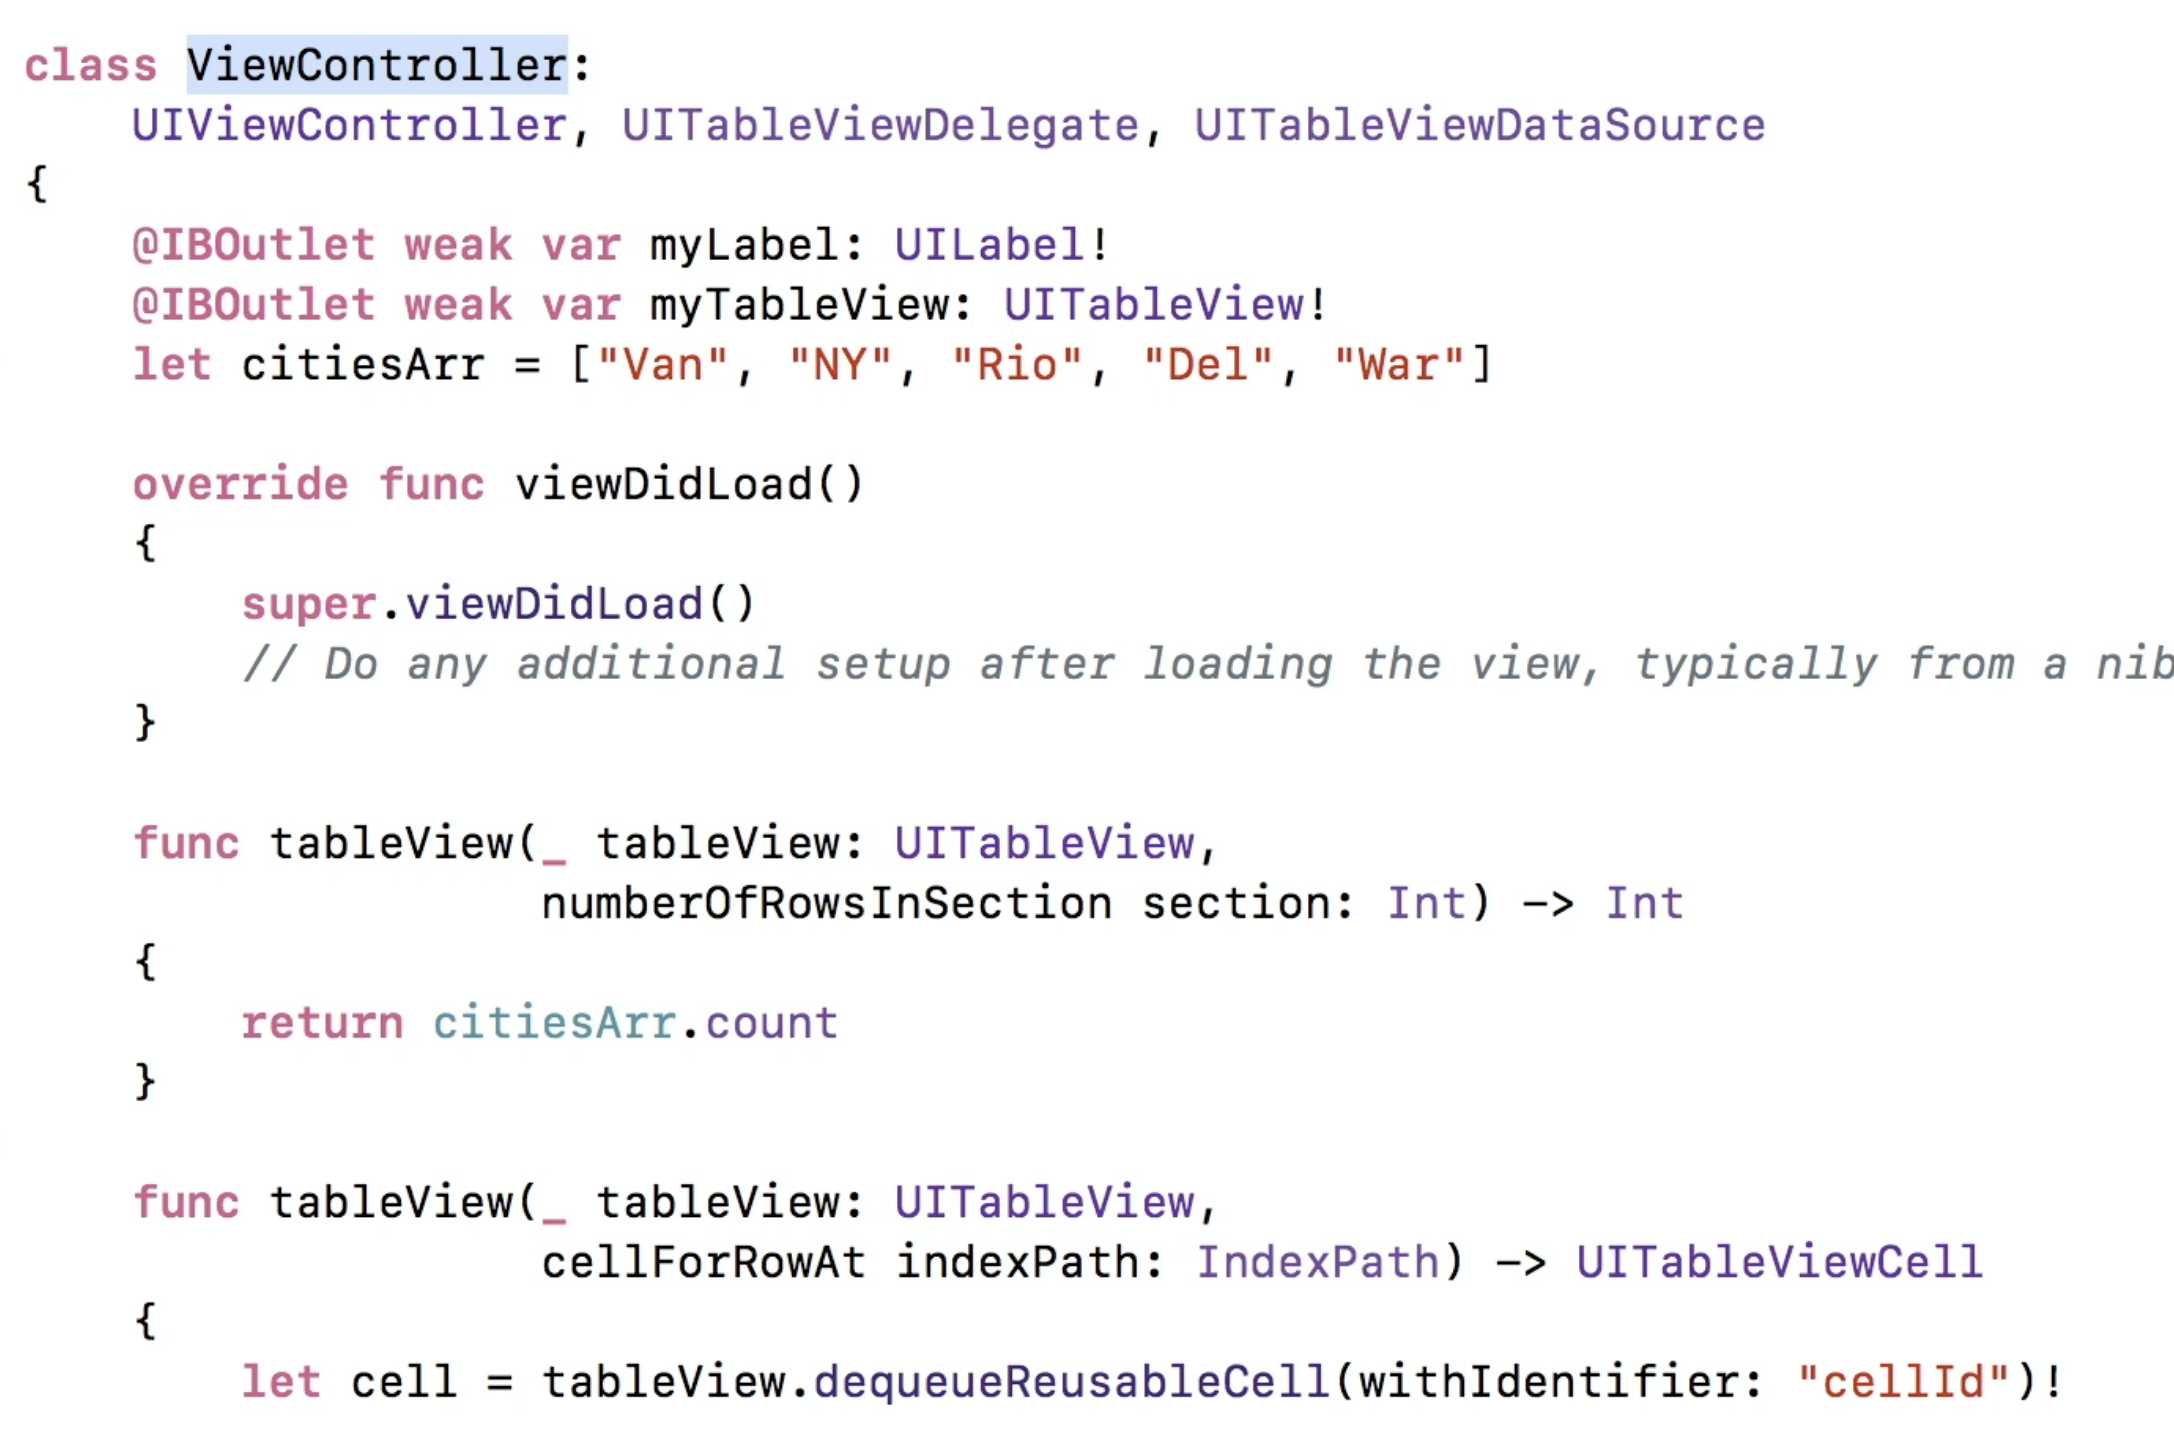 class ViewController:
    UIViewController, UITableViewDelegate, UITableViewDataSource
{
    @IBOutlet weak var myLabel: UILabel!
    @IBOutlet weak var myTableView: UITableView!
    let citiesArr = ["Van", "NY", "Rio", "Del", "War"]

    override func viewDidLoad()
    {
        super.viewDidLoad()
        // Do any additional setup after loading the view, typically from a nib
    }

    func tableView(_ tableView: UITableView,
                   numberOfRowsInSection section: Int) -> Int
    {
        return citiesArr.count
    }

    func tableView(_ tableView: UITableView,
                   cellForRowAt indexPath: IndexPath) -> UITableViewCell
    {
        let cell = tableView.dequeueReusableCell(withIdentifier: "cellId")!